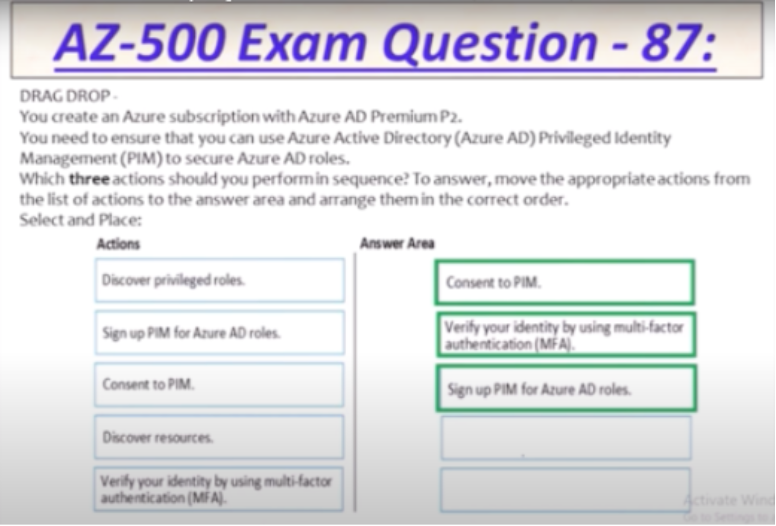 AZ-500 Exam Question - 87:
DRAG DROP -
You create an Azure subscription with Azure AD Premium P2.
You need to ensure that you can use Azure Active Directory (Azure AD) Privileged Identity
Management (PIM) to secure Azure AD roles.
Which three actions should you perform in sequence? To answer, move the appropriate actions from
the list of actions to the answer area and arrange them in the correct order.
Select and Place:
Actions
Answer Area
Discover privileged roles.
Consent to PIM.
Sign up PIM for Azure AD roles.
Verify your identity by using multi-factor
authentication (MFA).
Consent to PIM.
Sign up PIM for Azure AD roles.
Discover resources.
Verify your identity by using multi-factor
authentication (MFA).
Activate Wind